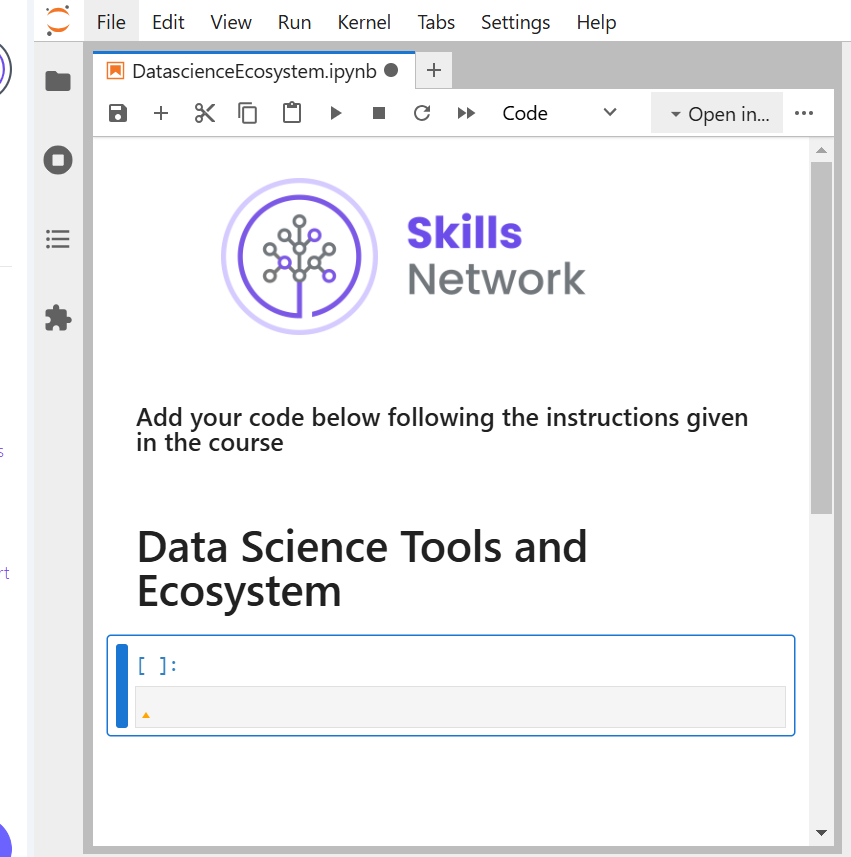 File Edit View Run Kernel Tabs Settings Help
DatascienceEcosystem.ipynb
Code
Open in...
Skills
Network
Add your code below following the instructions given
in the course
Data Science Tools and
Ecosystem
[ ]:
s
rt